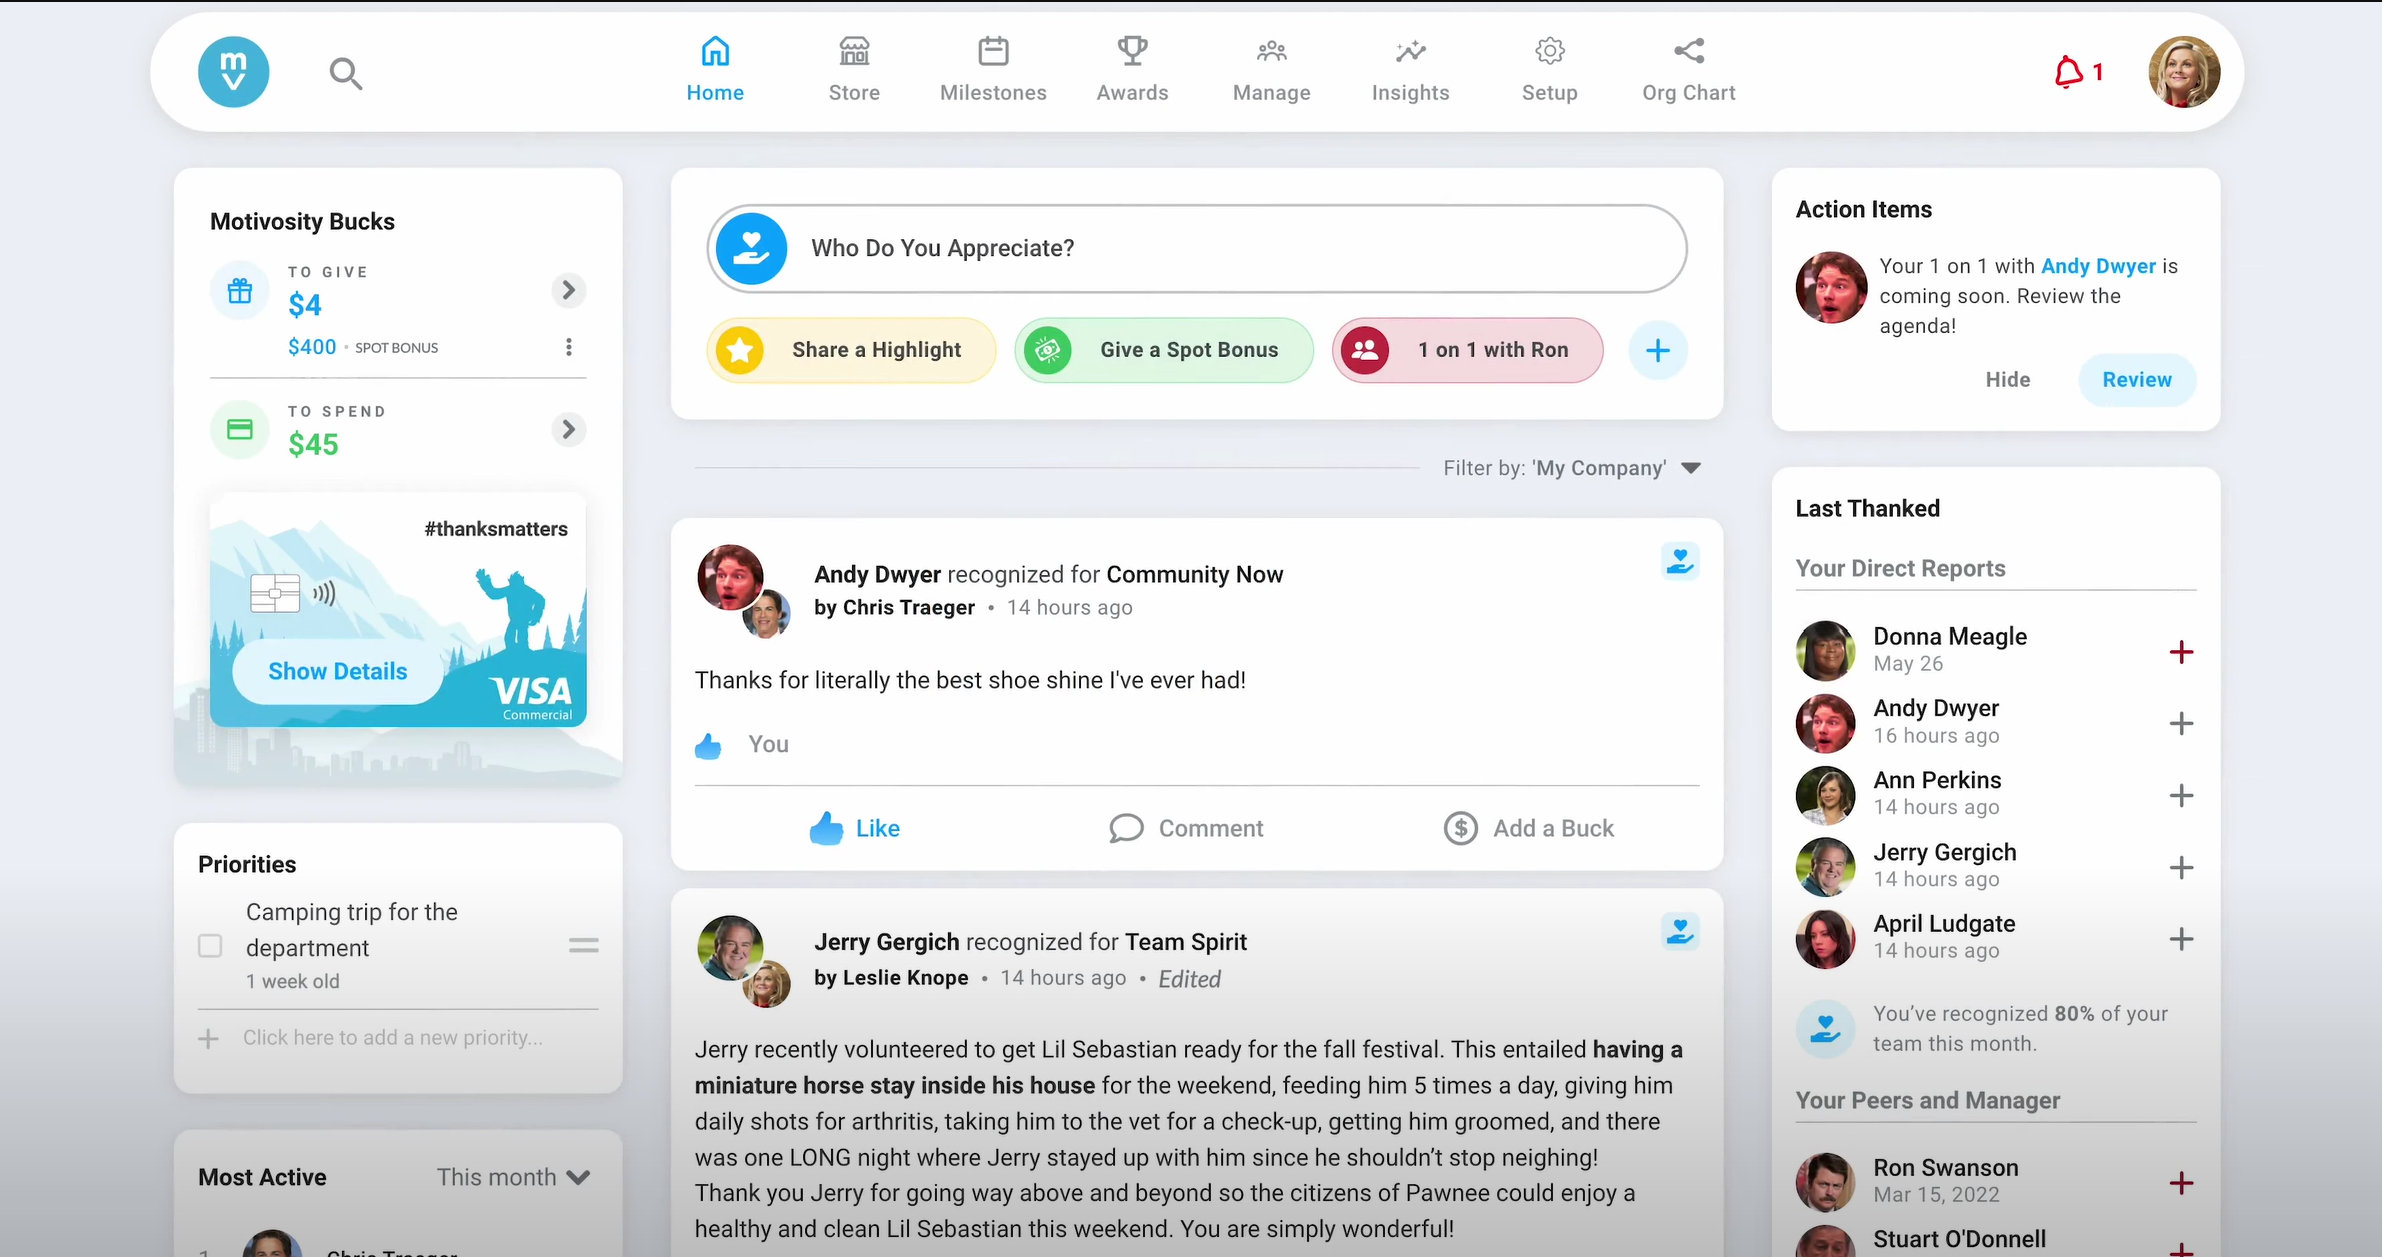 mv
Home
Store
Milestones
Awards
Manage
Insights
Setup
Org Chart
1
Motivosity Bucks
TO GIVE
$4
$400 • SPOT BONUS
TO SPEND
$45
#thanksmatters
Show Details
VISA
Commercial
Priorities
Camping trip for the
department
1 week old
Click here to add a new priority...
Most Active
This month
Who Do You Appreciate?
Share a Highlight
Give a Spot Bonus
1 on 1 with Ron
Filter by: 'My Company'
Andy Dwyer recognized for Community Now
by Chris Traeger • 14 hours ago
Thanks for literally the best shoe shine I've ever had!
You
Like
Comment
Add a Buck
Jerry Gergich recognized for Team Spirit
by Leslie Knope • 14 hours ago • Edited
Jerry recently volunteered to get Lil Sebastian ready for the fall festival. This entailed having a
miniature horse stay inside his house for the weekend, feeding him 5 times a day, giving him
daily shots for arthritis, taking him to the vet for a check-up, getting him groomed, and there
was one LONG night where Jerry stayed up with him since he shouldn't stop neighing!
Thank you Jerry for going way above and beyond so the citizens of Pawnee could enjoy a
healthy and clean Lil Sebastian this weekend. You are simply wonderful!
Action Items
Your 1 on 1 with Andy Dwyer is
coming soon. Review the
agenda!
Hide
Review
Last Thanked
Your Direct Reports
Donna Meagle
May 26
Andy Dwyer
16 hours ago
Ann Perkins
14 hours ago
Jerry Gergich
14 hours ago
April Ludgate
14 hours ago
You've recognized 80% of your
team this month.
Your Peers and Manager
Ron Swanson
Mar 15, 2022
Stuart O'Donnell